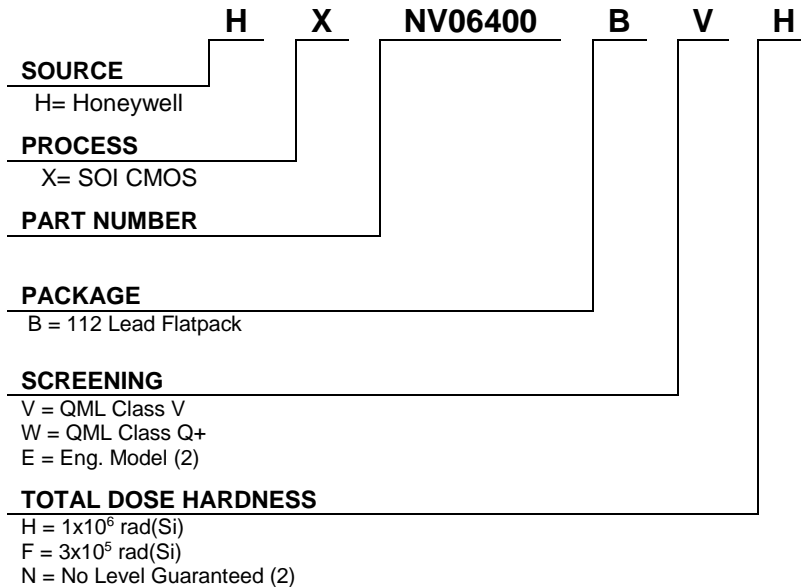 H X NV06400 B V H
SOURCE
H= Honeywell
PROCESS
X= SOI CMOS
PART NUMBER
PACKAGE
B = 112 Lead Flatpack
SCREENING
V = QML Class V
W = QML Class Q+
E = Eng. Model (2)
TOTAL DOSE HARDNESS
H = 1x10⁶ rad(Si)
F = 3x10⁵ rad(Si)
N = No Level Guaranteed (2)